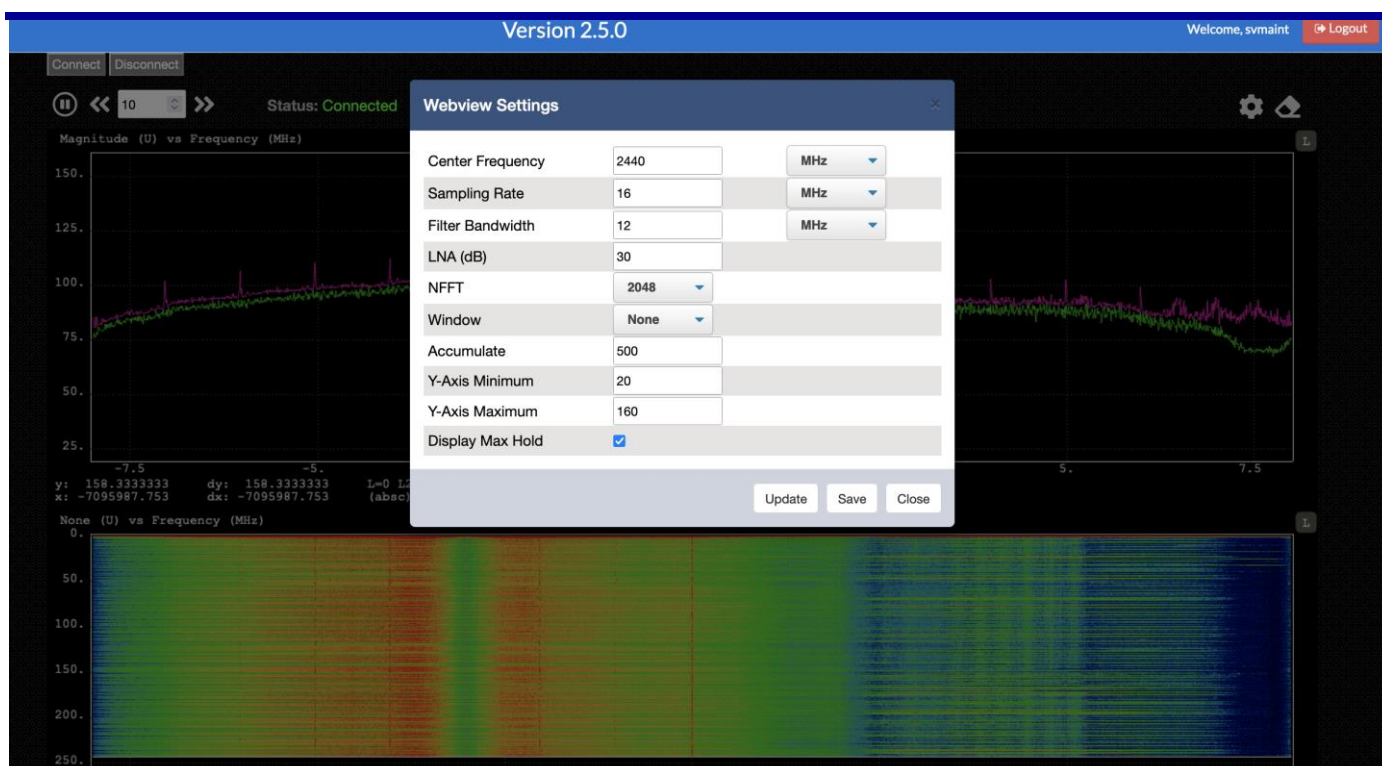 Version 2.5.0
Welcome, svmaint Logout
Connect Disconnect
10 Status: Connected
Webview Settings ×
Magnitude (U) vs Frequency (MHz) L
150.
125.
100.
75.
50.
25.
-7.5 -5. 5. 7.5
Center Frequency 2440 MHz
Sampling Rate 16 MHz
Filter Bandwidth 12 MHz
LNA (dB) 30
NFFT 2048
Window None
Accumulate 500
Y-Axis Minimum 20
Y-Axis Maximum 160
Display Max Hold
Update Save Close
y: 158.3333333 dy: 158.3333333 L=0
x: -7095987.753 dx: -7095987.753 (absc)
None (U) vs Frequency (MHz) L
0.
50.
100.
150.
200.
250.